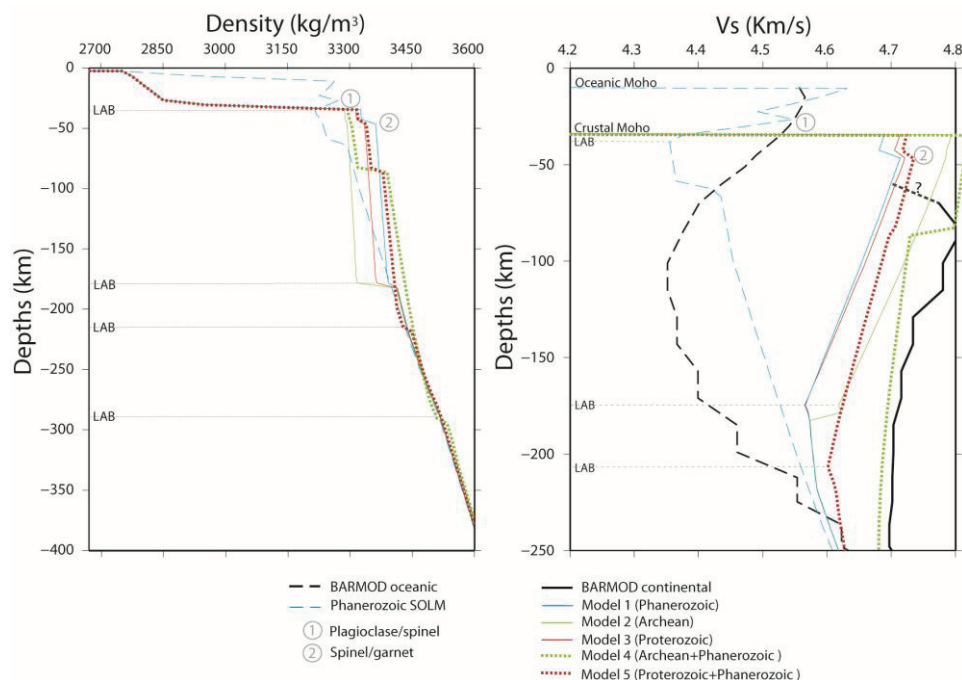 Density (kg/m³)
2700 2850 3000 3150 3300 3450 3600
0
−50
−100
−150
−200
−250
−300
−350
−400
Depths (km)
LAB
LAB
LAB
LAB
1
2
Vs (Km/s)
4.2 4.3 4.4 4.5 4.6 4.7 4.8
0
−50
−100
−150
−200
−250
Depths (km)
Oceanic Moho
Crustal Moho
LAB
LAB
LAB
1
2
?
BARMOD oceanic
Phanerozoic SOLM
1 Plagioclase/spinel
2 Spinel/garnet
BARMOD continental
Model 1 (Phanerozoic)
Model 2 (Archean)
Model 3 (Proterozoic)
Model 4 (Archean+Phanerozoic )
Model 5 (Proterozoic+Phanerozoic )